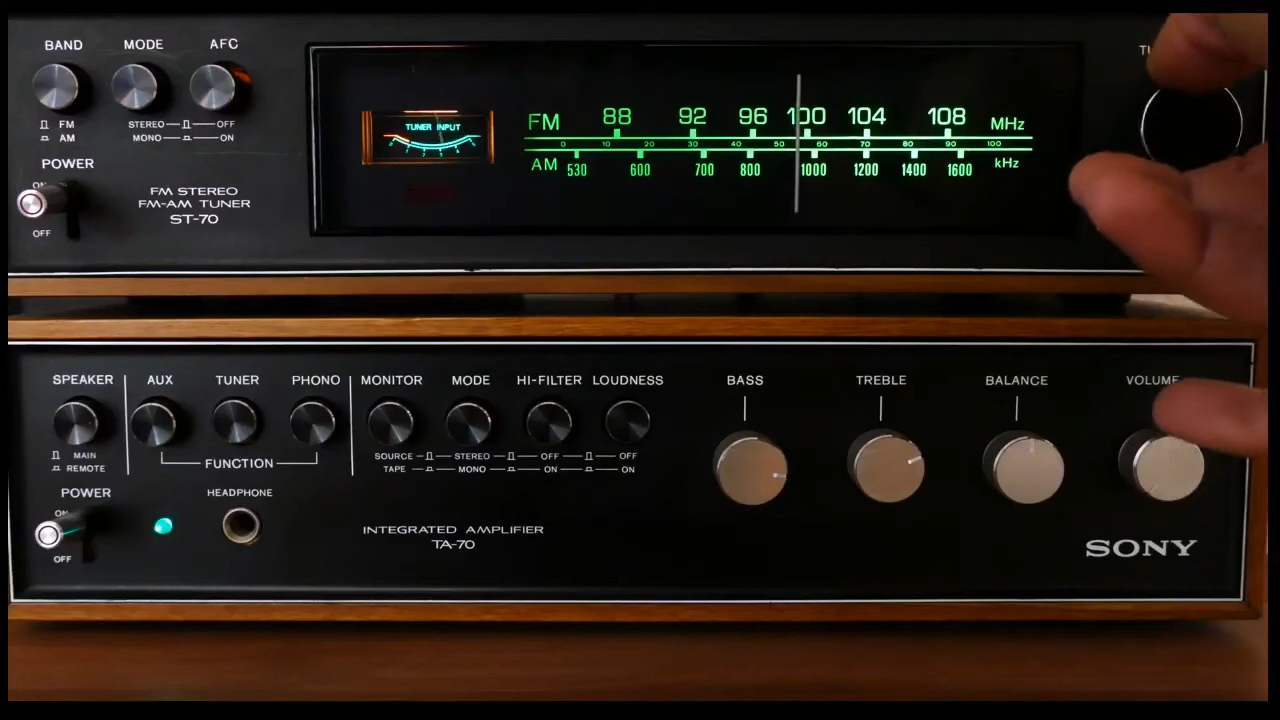 BAND MODE AFC
FM STEREO OFF
AM MONO ON
POWER
ON
OFF
FM STEREO
FM-AM TUNER
ST-70
TUNER INPUT
FM 88 92 96 100 104 108 MHz
0 10 20 30 40 50 60 70 80 90 100
AM 530 600 700 800 1000 1200 1400 1600 kHz
SPEAKER AUX TUNER PHONO MONITOR MODE HI-FILTER LOUDNESS BASS TREBLE BALANCE VOLUME
MAIN
REMOTE
FUNCTION
SOURCE STEREO OFF OFF
TAPE MONO ON ON
POWER
ON
OFF
HEADPHONE
INTEGRATED AMPLIFIER
TA-70
SONY